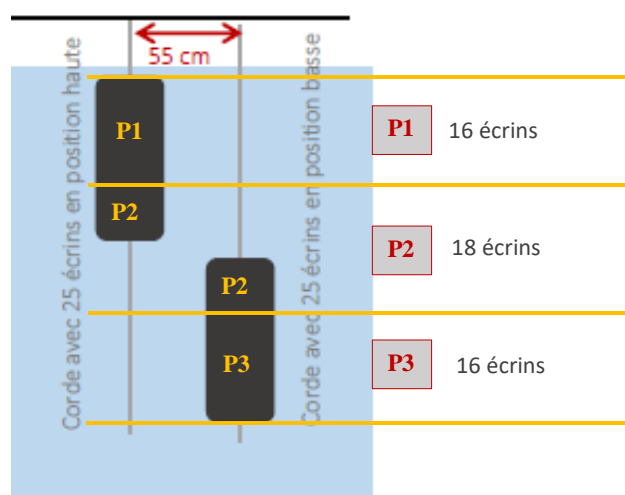 55 cm
Corde avec 25 écrins en position haute
Corde avec 25 écrins en position basse
P1
P2
P2
P3
P1 16 écrins
P2 18 écrins
P3 16 écrins